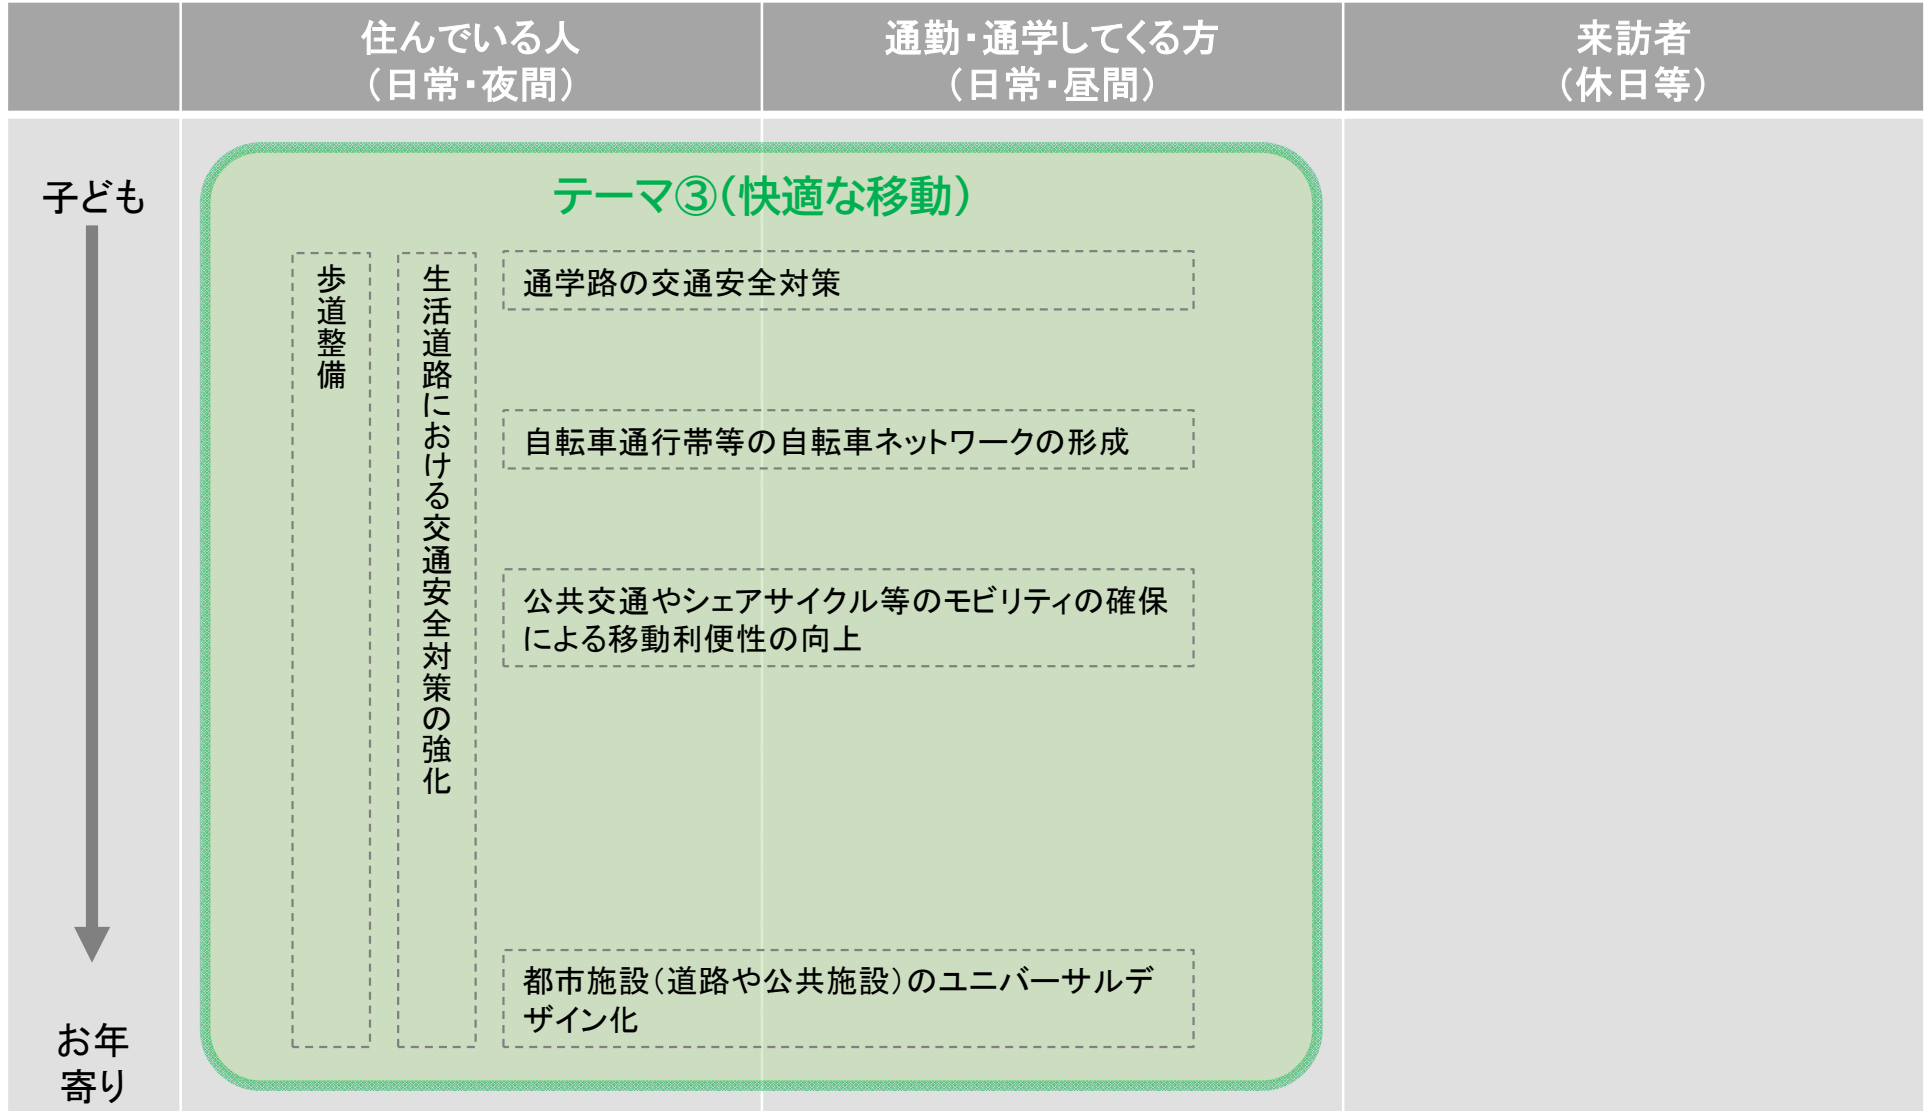 住んでいる人
（日常・夜間）
通勤・通学してくる方
（日常・昼間）
来訪者
（休日等）
子ども
お年
寄り
テーマ③（快適な移動）
歩道整備
生活道路における交通安全対策の強化
通学路の交通安全対策
自転車通行帯等の自転車ネットワークの形成
公共交通やシェアサイクル等のモビリティの確保
による移動利便性の向上
都市施設（道路や公共施設）のユニバーサルデ
ザイン化